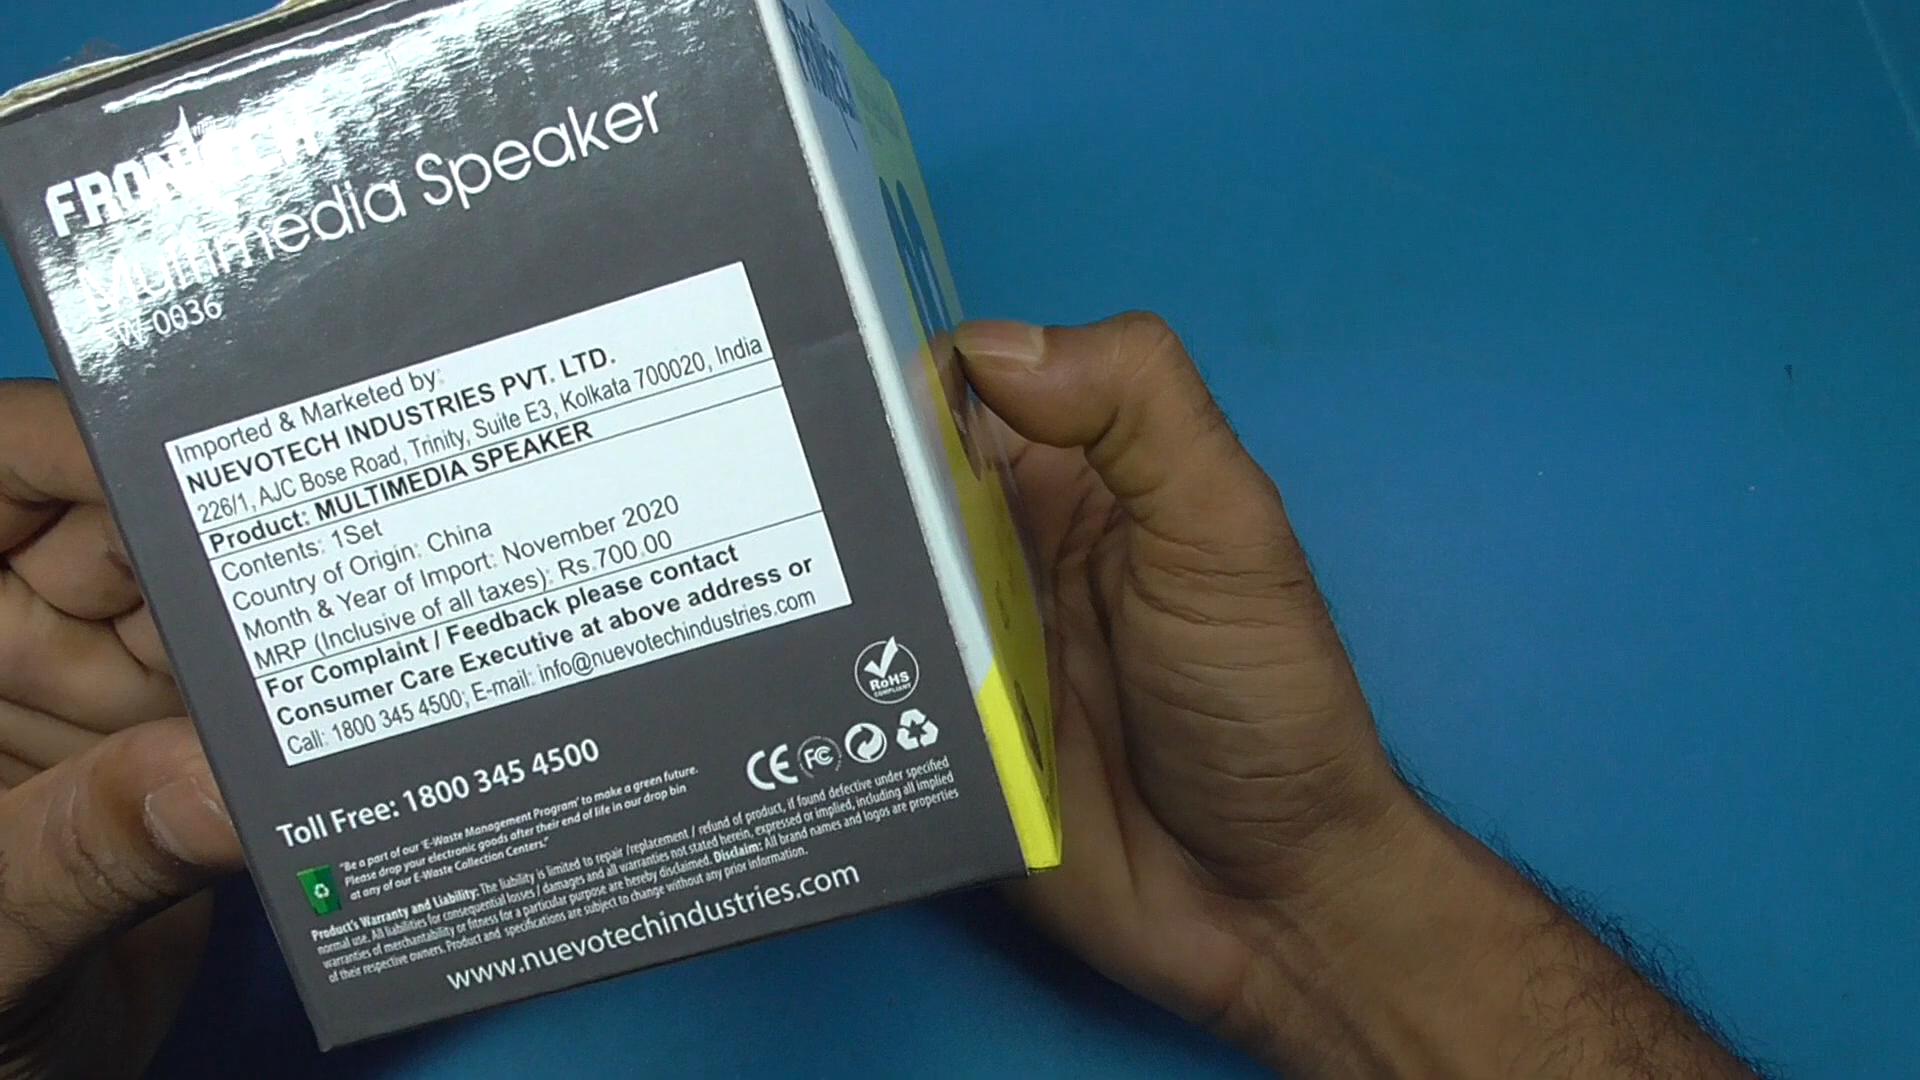 FRONTECH
Multimedia Speaker
SW-0036
Imported & Marketed by:
NUEVOTECH INDUSTRIES PVT. LTD.
226/1, AJC Bose Road, Trinity, Suite E3, Kolkata 700020, India
Product: MULTIMEDIA SPEAKER
Contents: 1Set
Country of Origin: China
Month & Year of Import: November 2020
MRP (Inclusive of all taxes): Rs.700.00
For Complaint / Feedback please contact
Consumer Care Executive at above address or
Call: 1800 345 4500; E-mail: info@nuevotechindustries.com
RoHS
COMPLIANT
CE FC
Toll Free: 1800 345 4500
"Be a part of our 'E-Waste Management Program' to make a green future.
Please drop your electronic goods after their end of life in our drop bin
at any of our E-Waste Collection Centers."
Product's Warranty and Liability: The liability is limited to repair /replacement / refund of product, if found defective under specified
normal use. All liabilities for consequential losses / damages and all warranties not stated herein, expressed or implied, including all implied
warranties of merchantability or fitness for a particular purpose are hereby disclaimed. Disclaim: All brand names and logos are properties
of their respective owners. Product and specifications are subject to change without any prior information.
www.nuevotechindustries.com